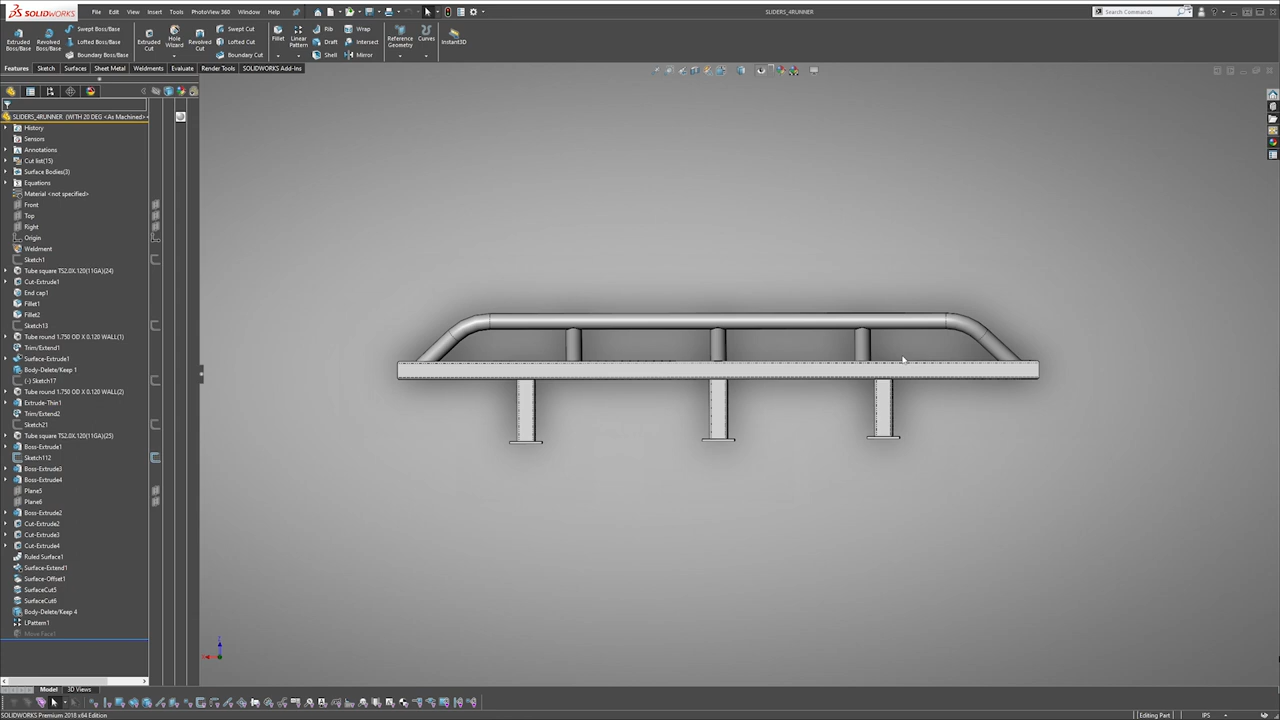 SOLIDWORKS File Edit View Insert Tools PhotoView 360 Window Help SLIDERS_4RUNNER Search Commands
Extruded Boss/Base Revolved Boss/Base Swept Boss/Base Lofted Boss/Base Boundary Boss/Base Extruded Cut Hole Wizard Revolved Cut Swept Cut Lofted Cut Boundary Cut Fillet Linear Pattern Rib Draft Shell Wrap Intersect Mirror Reference Geometry Curves Instant3D
Features Sketch Surfaces Sheet Metal Weldments Evaluate Render Tools SOLIDWORKS Add-Ins
SLIDERS_4RUNNER (WITH 20 DEG <As Machined><
History
Sensors
Annotations
Cut list(15)
Surface Bodies(3)
Equations
Material <not specified>
Front
Top
Right
Origin
Weldment
Sketch1
Tube square TS2.0X.120(11GA)(24)
Cut-Extrude1
End cap1
Fillet1
Fillet2
Sketch13
Tube round 1.750 OD X 0.120 WALL(1)
Trim/Extend1
Surface-Extrude1
Body-Delete/Keep 1
(-) Sketch17
Tube round 1.750 OD X 0.120 WALL(2)
Extrude-Thin1
Trim/Extend2
Sketch21
Tube square TS2.0X.120(11GA)(25)
Boss-Extrude1
Sketch112
Boss-Extrude3
Boss-Extrude4
Plane5
Plane6
Boss-Extrude2
Cut-Extrude2
Cut-Extrude3
Cut-Extrude4
Ruled Surface1
Surface-Extend1
Surface-Offset1
SurfaceCut5
SurfaceCut6
Body-Delete/Keep 4
LPattern1
Move Face1
Model 3D Views
SOLIDWORKS Premium 2018 x64 Edition Editing Part IPS